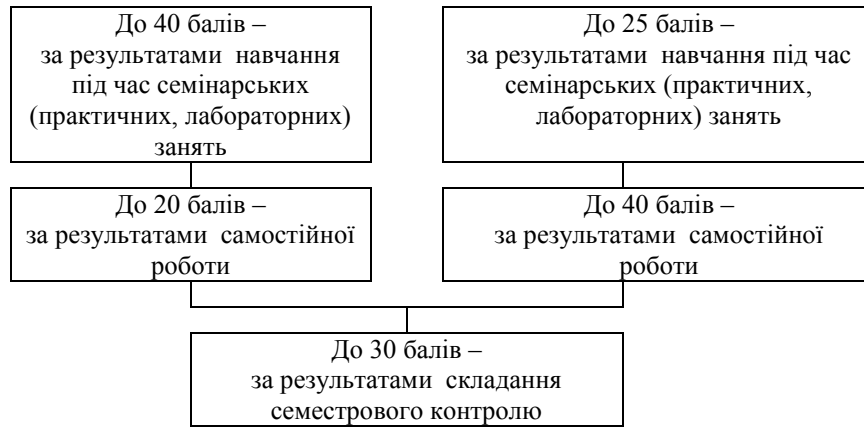 До 40 балів –
за результатами навчання
під час семінарських
(практичних, лабораторних)
занять
До 25 балів –
за результатами навчання під час
семінарських (практичних,
лабораторних) занять
До 20 балів –
за результатами самостійної
роботи
До 40 балів –
за результатами самостійної
роботи
До 30 балів –
за результатами складання
семестрового контролю